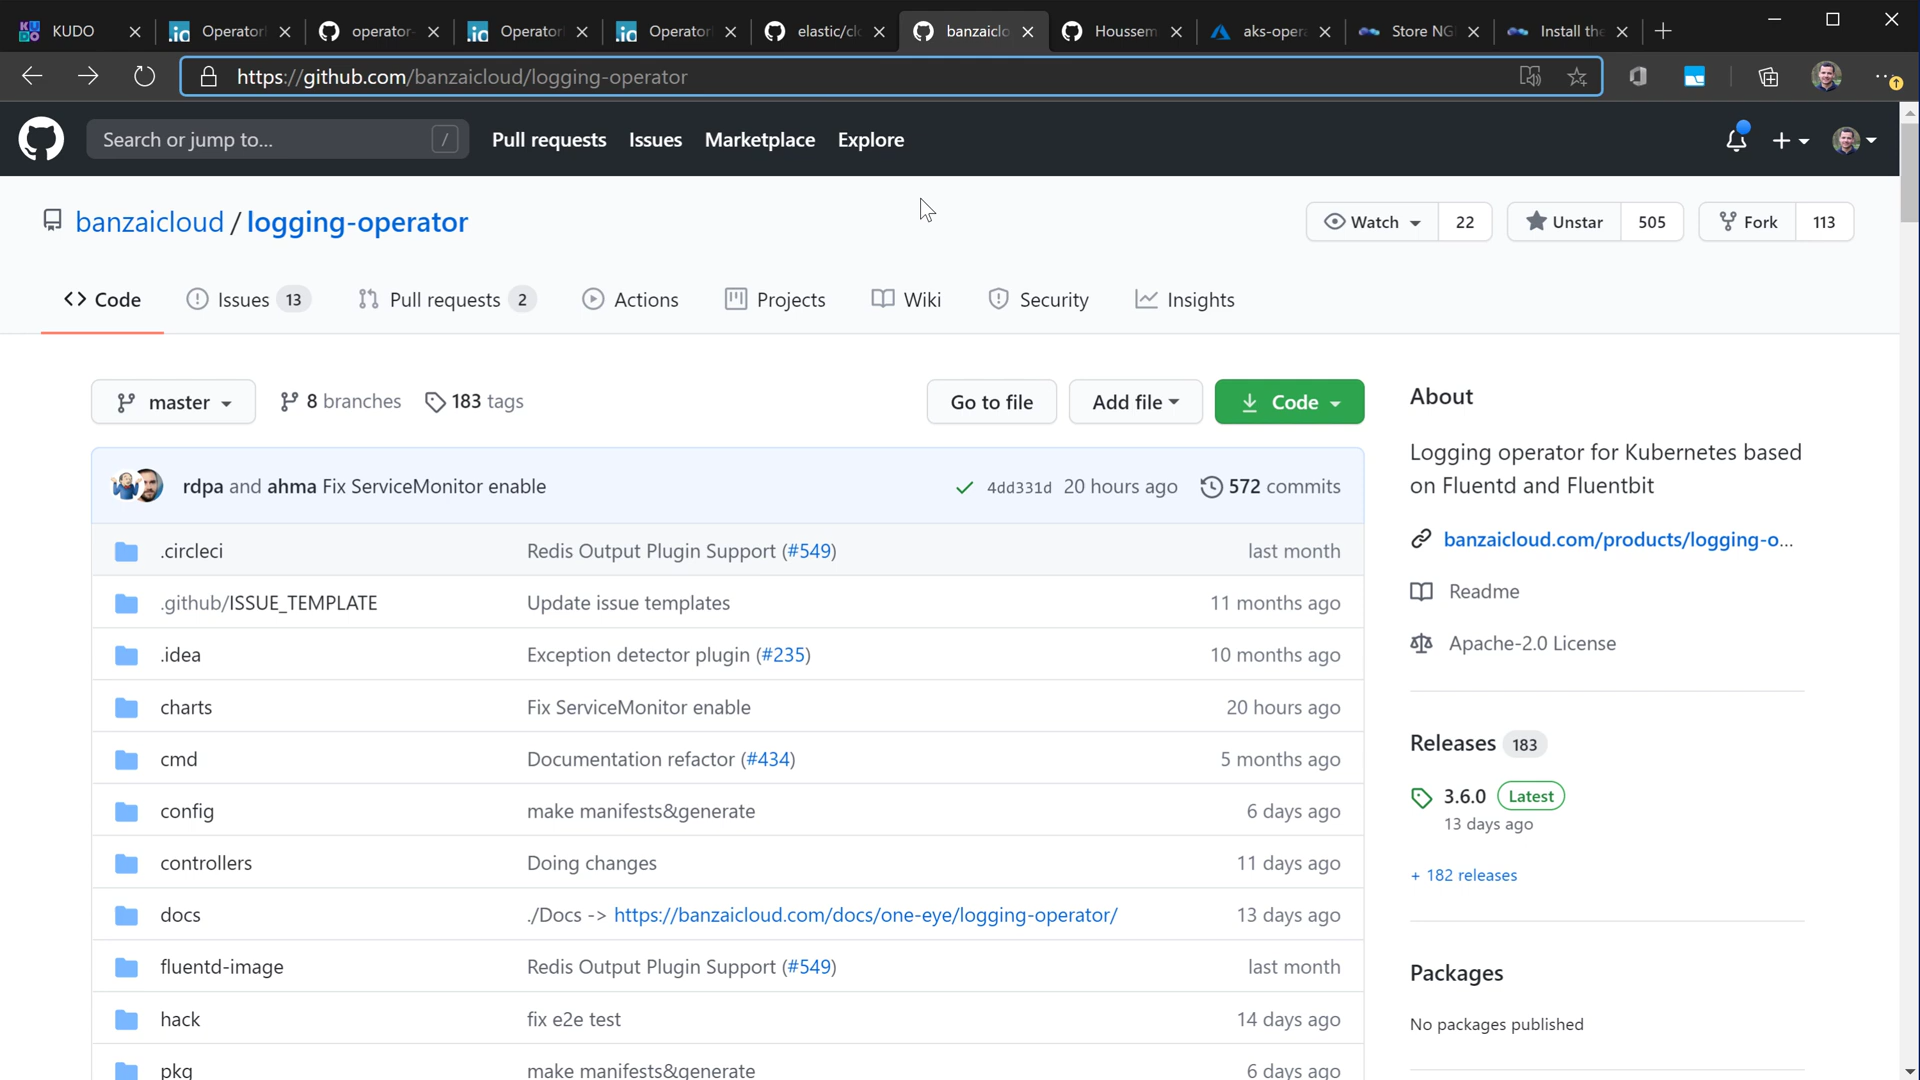 KUDO
Operator
operator-
Operator
Operator
elastic/clo
banzaiclo
Houssem
aks-opera
Store NG
Install the
https://github.com/banzaicloud/logging-operator
Search or jump to... /
Pull requests Issues Marketplace Explore
banzaicloud / logging-operator
Watch 22
Unstar 505
Fork 113
Code
Issues 13
Pull requests 2
Actions
Projects
Wiki
Security
Insights
master
8 branches
183 tags
Go to file
Add file
Code
rdpa and ahma Fix ServiceMonitor enable 4dd331d 20 hours ago 572 commits
.circleci Redis Output Plugin Support (#549) last month
.github/ISSUE_TEMPLATE Update issue templates 11 months ago
.idea Exception detector plugin (#235) 10 months ago
charts Fix ServiceMonitor enable 20 hours ago
cmd Documentation refactor (#434) 5 months ago
config make manifests&generate 6 days ago
controllers Doing changes 11 days ago
docs ./Docs -> https://banzaicloud.com/docs/one-eye/logging-operator/ 13 days ago
fluentd-image Redis Output Plugin Support (#549) last month
hack fix e2e test 14 days ago
pkg make manifests&generate 6 days ago
About
Logging operator for Kubernetes based
on Fluentd and Fluentbit
banzaicloud.com/products/logging-o...
Readme
Apache-2.0 License
Releases 183
3.6.0 Latest
13 days ago
+ 182 releases
Packages
No packages published